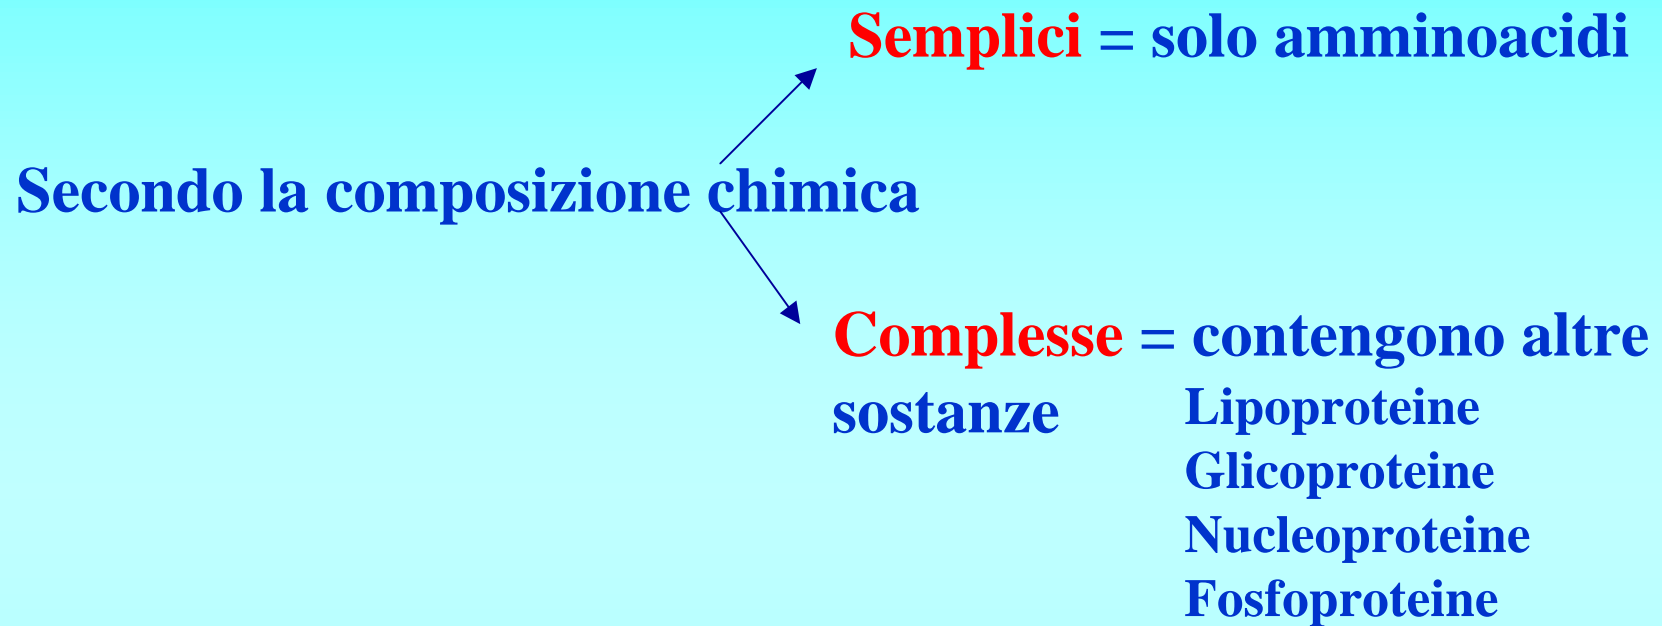 Semplici = solo amminoacidi
Secondo la composizione chimica
Complesse = contengono altre
sostanze
Lipoproteine
Glicoproteine
Nucleoproteine
Fosfoproteine